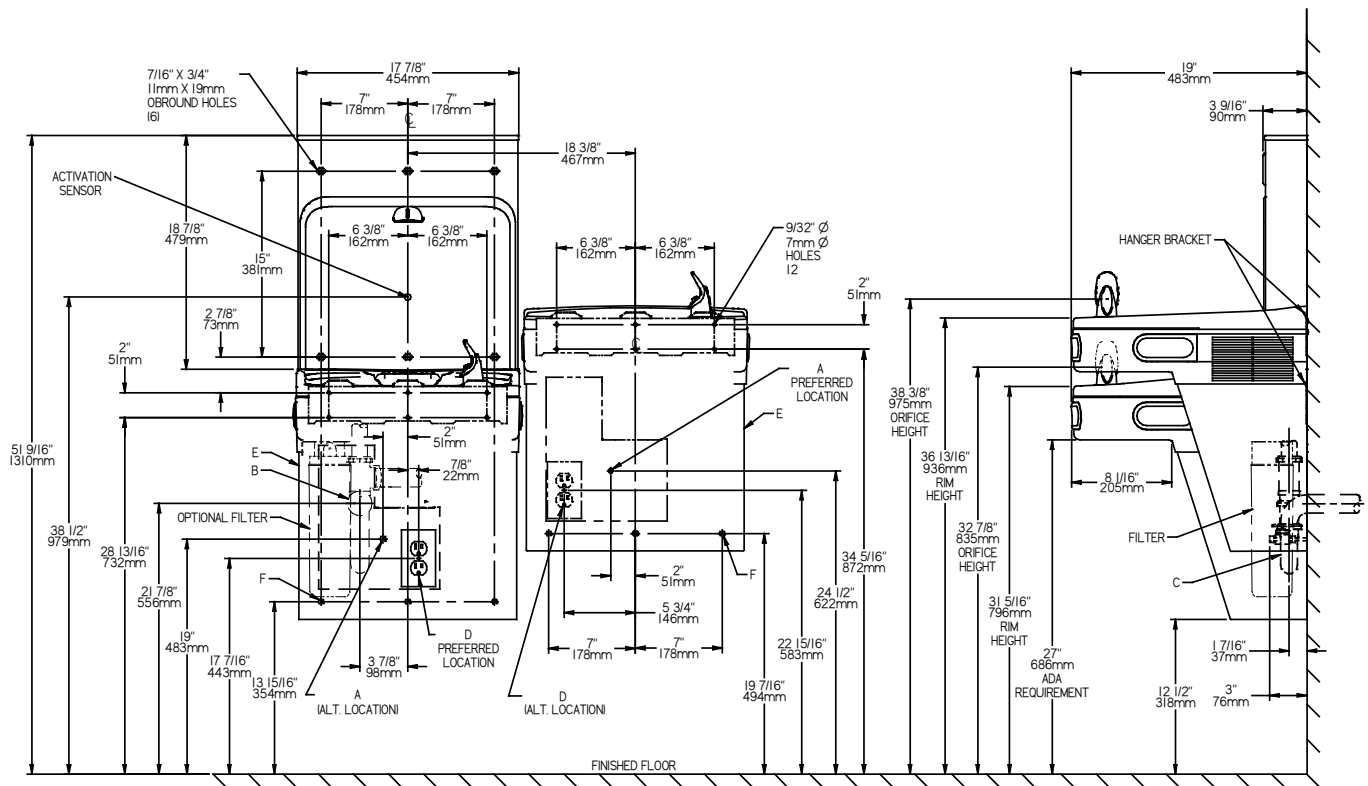 17 7/8"
454mm
7/16" X 3/4"
11mm X 19mm
OBROUND HOLES
(6)
7"
178mm
7"
178mm
℄
18 3/8"
467mm
ACTIVATION
SENSOR
18 7/8"
479mm
15"
381mm
6 3/8"
162mm
6 3/8"
162mm
6 3/8"
162mm
6 3/8"
162mm
9/32" Ø
7mm Ø
HOLES
12
2"
51mm
2 7/8"
73mm
2"
51mm
℄
A
PREFERRED
LOCATION
E
51 9/16"
1310mm
E
B
2"
51mm
7/8"
22mm
OPTIONAL FILTER
38 1/2"
979mm
28 13/16"
732mm
F
21 7/8"
556mm
19"
483mm
17 7/16"
443mm
3 7/8"
98mm
13 15/16"
354mm
A
(ALT. LOCATION)
D
PREFERRED
LOCATION
D
(ALT. LOCATION)
F
2"
51mm
5 3/4"
146mm
7"
178mm
7"
178mm
34 5/16"
872mm
24 1/2"
622mm
22 15/16"
583mm
19 7/16"
494mm
FINISHED FLOOR
19"
483mm
3 9/16"
90mm
HANGER BRACKET
38 3/8"
975mm
ORIFICE
HEIGHT
36 13/16"
936mm
RIM
HEIGHT
8 1/16"
205mm
32 7/8"
835mm
ORIFICE
HEIGHT
FILTER
C
31 5/16"
796mm
RIM
HEIGHT
27"
686mm
ADA
REQUIREMENT
12 1/2"
318mm
1 7/16"
37mm
3"
76mm